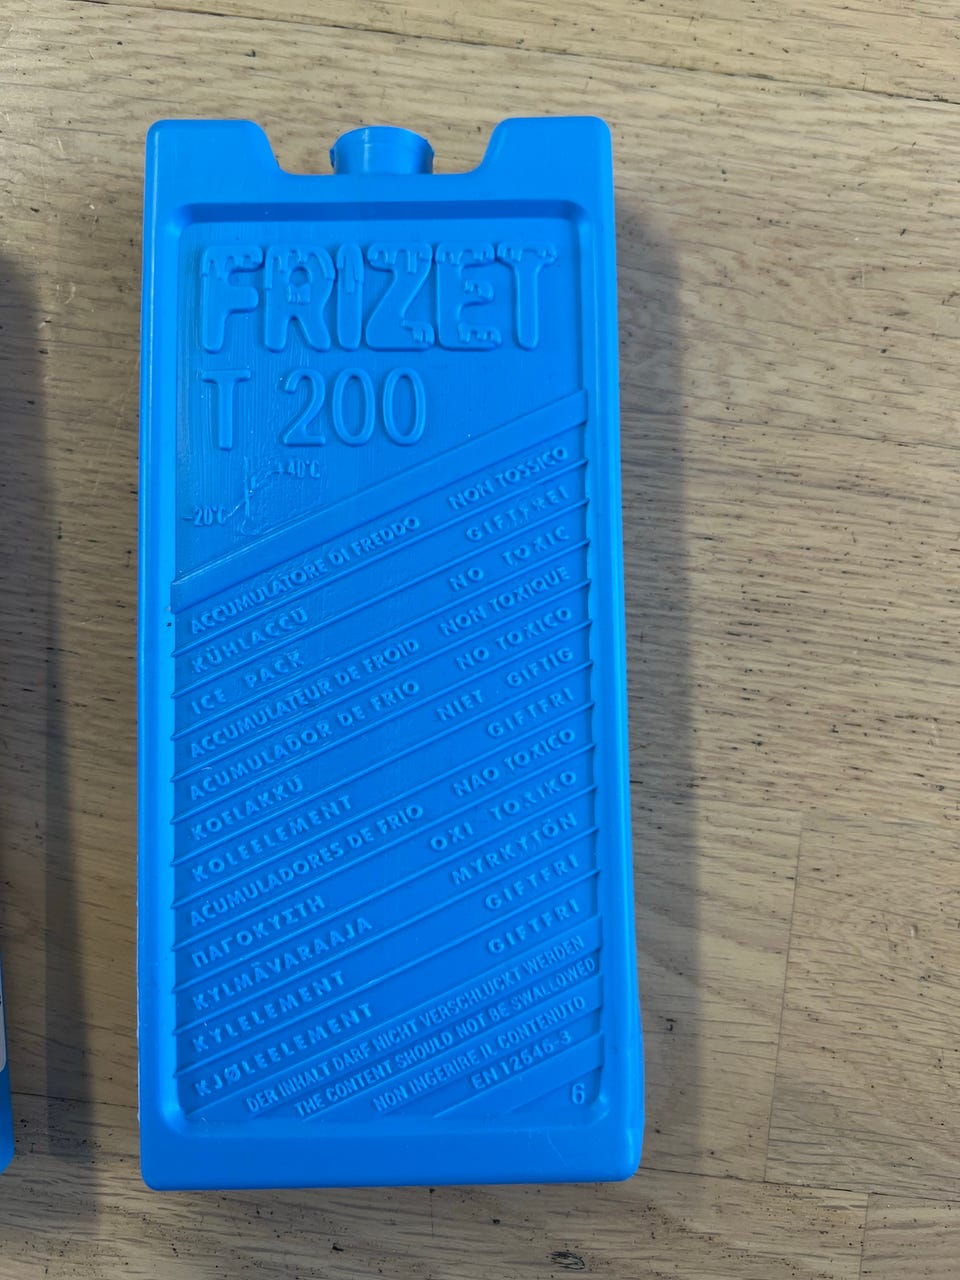 FRIZET
T 200
+40°C
-20°C
ACCUMULATORE DI FREDDO NON TOSSICO
KÜHLACCU GIFTFREI
ICE PACK NO TOXIC
ACCUMULATEUR DE FROID NON TOXIQUE
ACUMULADOR DE FRIO NO TOXICO
KOELAKKU NIET GIFTIG
KOLEELEMENT GIFTFRI
ACUMULADORES DE FRIO NAO TOXICO
ΠΑΓΟΚΥΣΤΗ OXI TOXIKO
KYLMÄVARAAJA MYRKYTÖN
KYLELEMENT GIFTFRI
KJØLEELEMENT GIFTFRI
DER INHALT DARF NICHT VERSCHLUCKT WERDEN
THE CONTENT SHOULD NOT BE SWALLOWED
NON INGERIRE IL CONTENUTO
EN 12546-3
6